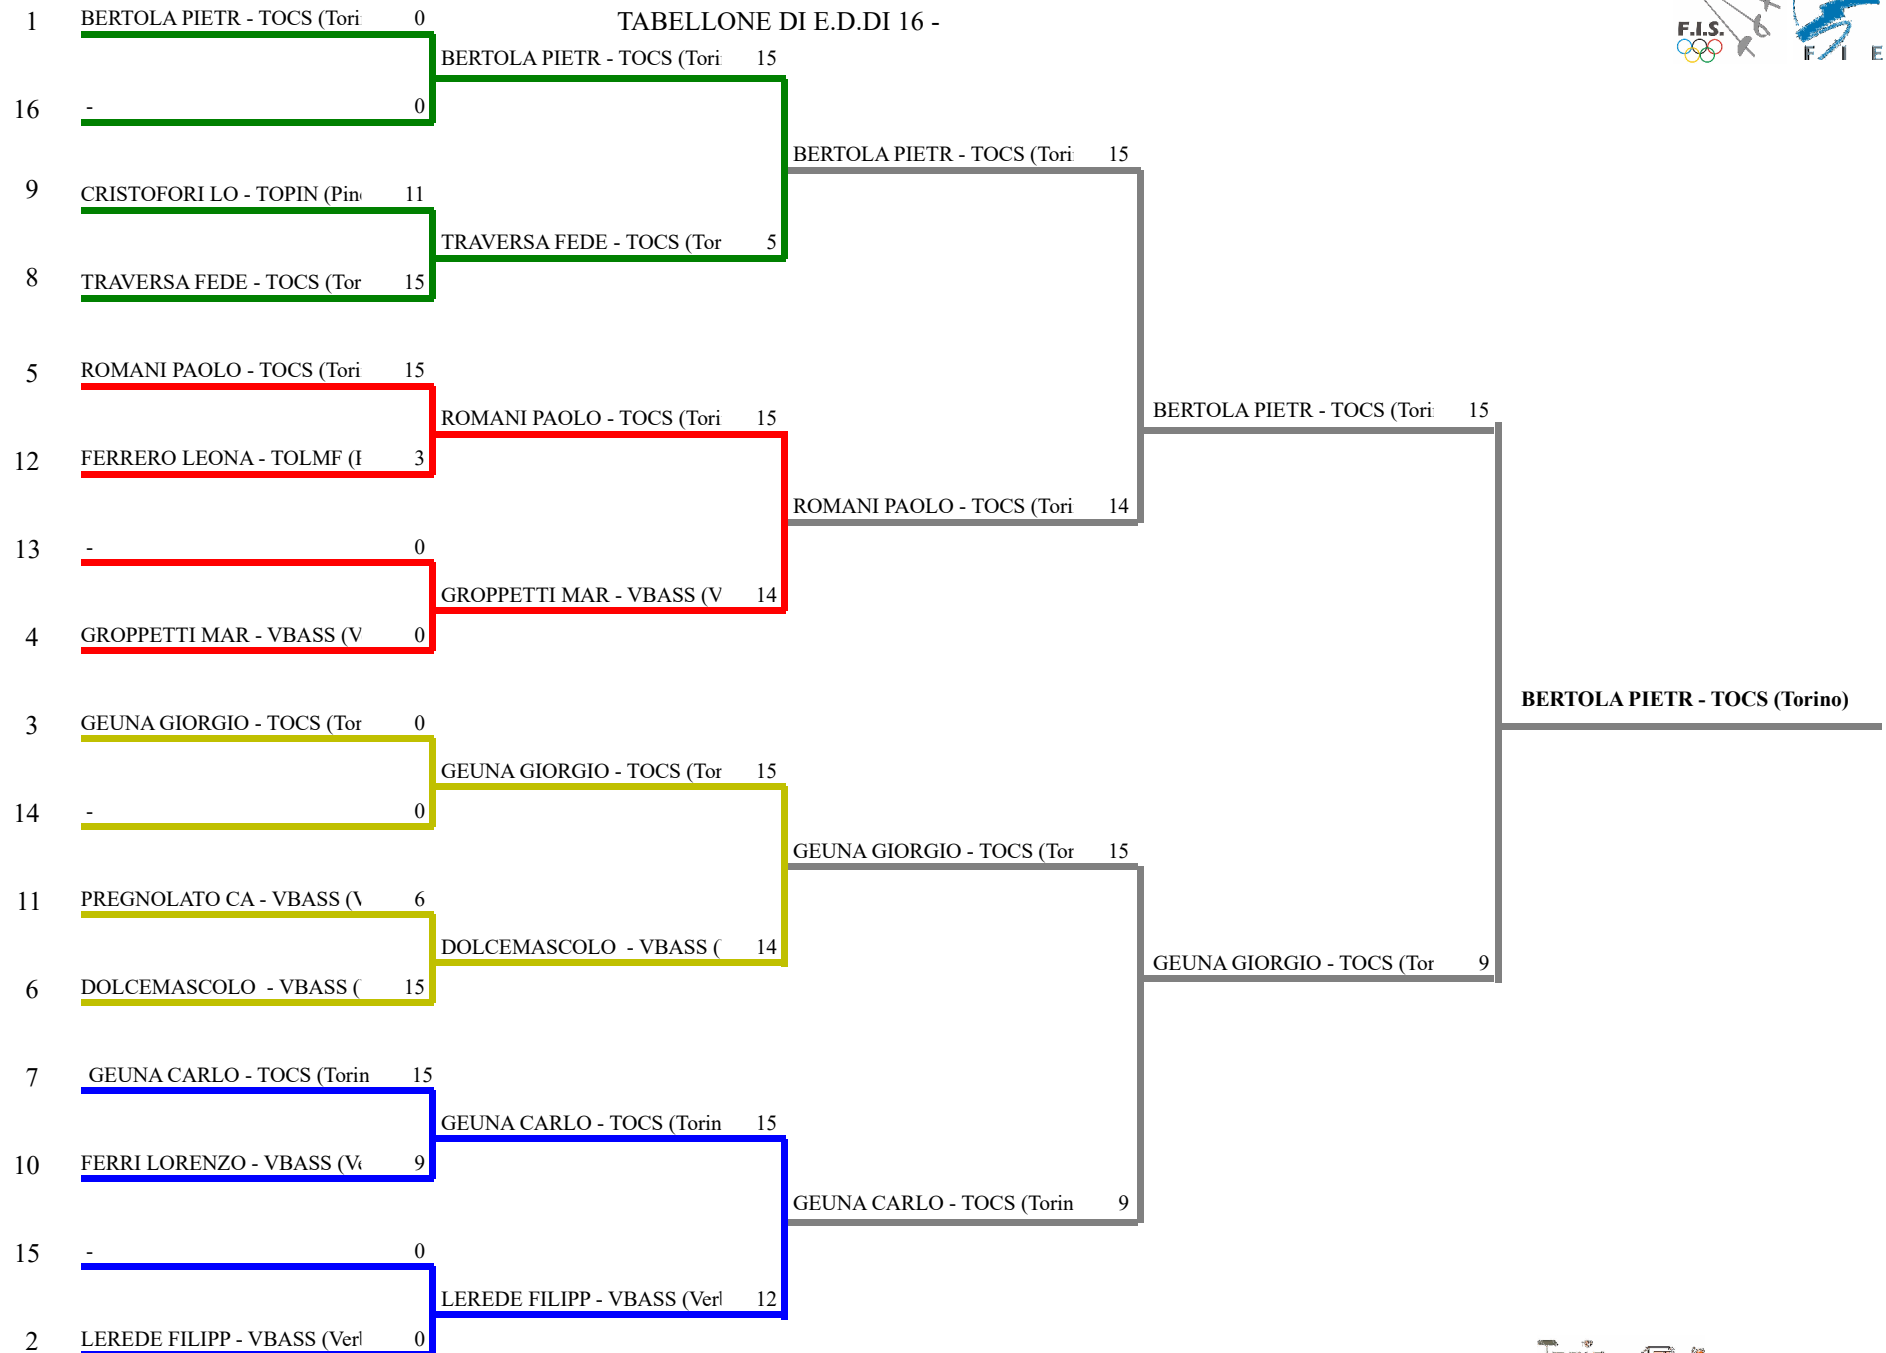 TABELLONE DI E.D.DI 16 -
F.I.S.
F I E
1 BERTOLA PIETR - TOCS (Tori 0
BERTOLA PIETR - TOCS (Tori 15
16 - 0
BERTOLA PIETR - TOCS (Tori 15
9 CRISTOFORI LO - TOPIN (Pin 11
TRAVERSA FEDE - TOCS (Tor 5
8 TRAVERSA FEDE - TOCS (Tor 15
5 ROMANI PAOLO - TOCS (Tori 15
BERTOLA PIETR - TOCS (Tori 15
ROMANI PAOLO - TOCS (Tori 15
12 FERRERO LEONA - TOLMF ( 3
ROMANI PAOLO - TOCS (Tori 14
13 - 0
GROPPETTI MAR - VBASS (V 14
4 GROPPETTI MAR - VBASS (V 0
BERTOLA PIETR - TOCS (Torino)
3 GEUNA GIORGIO - TOCS (Tor 0
GEUNA GIORGIO - TOCS (Tor 15
14 - 0
GEUNA GIORGIO - TOCS (Tor 15
11 PREGNOLATO CA - VBASS (V 6
DOLCEMASCOLO - VBASS ( 14
GEUNA GIORGIO - TOCS (Tor 9
6 DOLCEMASCOLO - VBASS ( 15
7 GEUNA CARLO - TOCS (Torin 15
GEUNA CARLO - TOCS (Torin 15
10 FERRI LORENZO - VBASS (Ve 9
GEUNA CARLO - TOCS (Torin 9
15 - 0
LEREDE FILIPP - VBASS (Verl 12
2 LEREDE FILIPP - VBASS (Verl 0